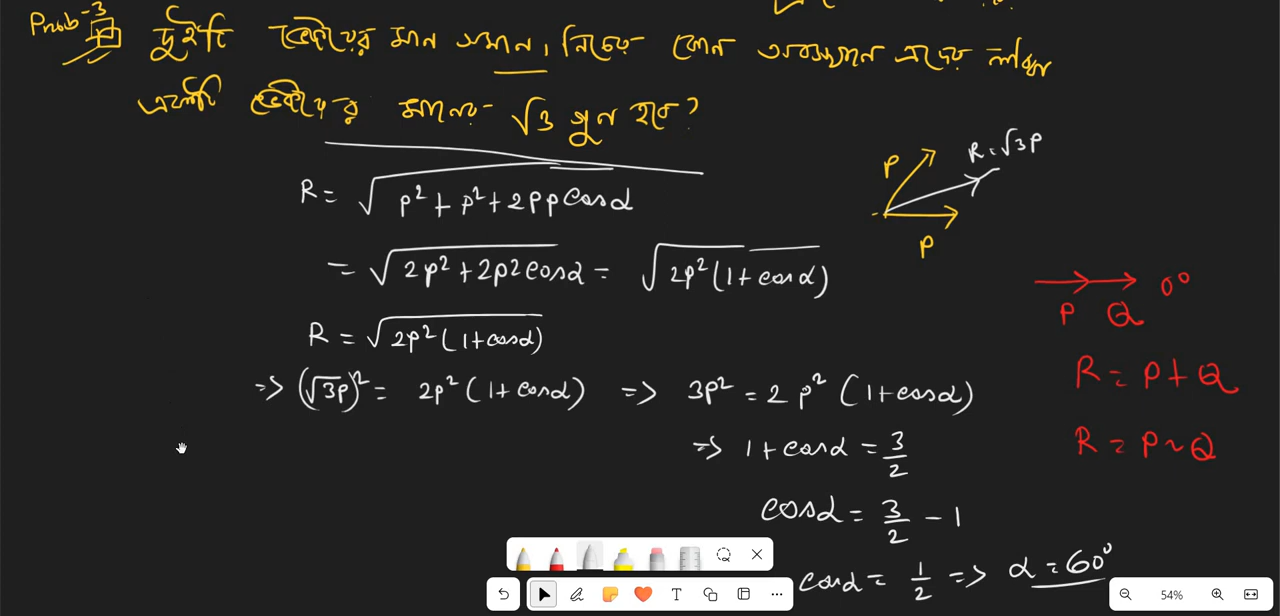 Prob-3
দুইটি ভেক্টরের মান সমান। নিচের কোন অবস্থানে এদের লব্ধি
একটি ভেক্টরের মানের √3 গুন হবে?
P
R = √3P
P
R = √(P² + P² + 2PP cosα)
= √(2P² + 2P2 cosα) = √(2P² (1 + cosα))
R = √(2P² (1+cosα))
=> (√3P)² = 2P² (1+cosα) => 3P² = 2P² (1+cosα)
=> 1 + cosα = 3/2
cosα = 3/2 - 1
cosα = 1/2 => α = 60°
0°
P Q
R = P + Q
R = P ~ Q
54%